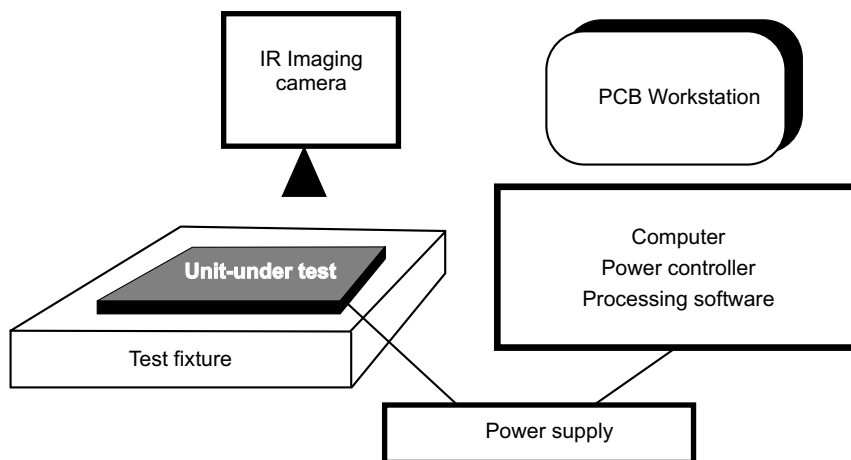 IR Imaging
camera
PCB Workstation
Computer
Power controller
Processing software
Unit-under test
Test fixture
Power supply